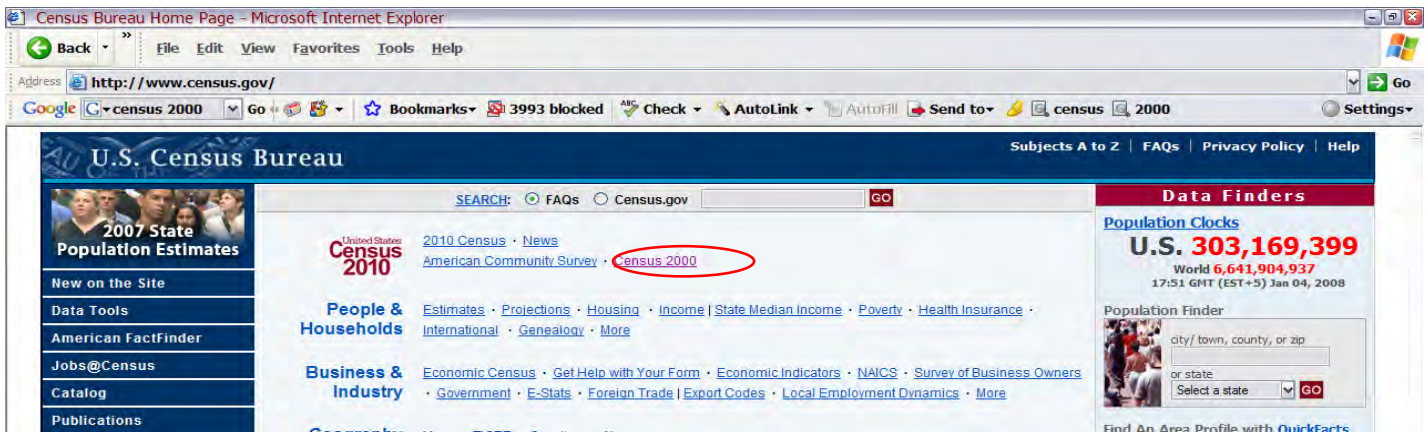 Census Bureau Home Page - Microsoft Internet Explorer
Back » File Edit View Favorites Tools Help
Address http://www.census.gov/ Go
Google G census 2000 Go Bookmarks 3993 blocked ABC Check AutoLink AutoFill Send to census 2000 Settings
U.S. Census Bureau
Subjects A to Z | FAQs | Privacy Policy | Help
2007 State
Population Estimates
New on the Site
Data Tools
American FactFinder
Jobs@Census
Catalog
Publications
SEARCH: FAQs Census.gov GO
United States
Census
2010
2010 Census · News
American Community Survey · Census 2000
People &
Households
Estimates · Projections · Housing · Income | State Median Income · Poverty · Health Insurance ·
International · Genealogy · More
Business &
Industry
Economic Census · Get Help with Your Form · Economic Indicators · NAICS · Survey of Business Owners
· Government · E-Stats · Foreign Trade | Export Codes · Local Employment Dynamics · More
Data Finders
Population Clocks
U.S. 303,169,399
World 6,641,904,937
17:51 GMT (EST+5) Jan 04, 2008
Population Finder
city/ town, county, or zip
or state
Select a state GO
Find An Area Profile with QuickFacts